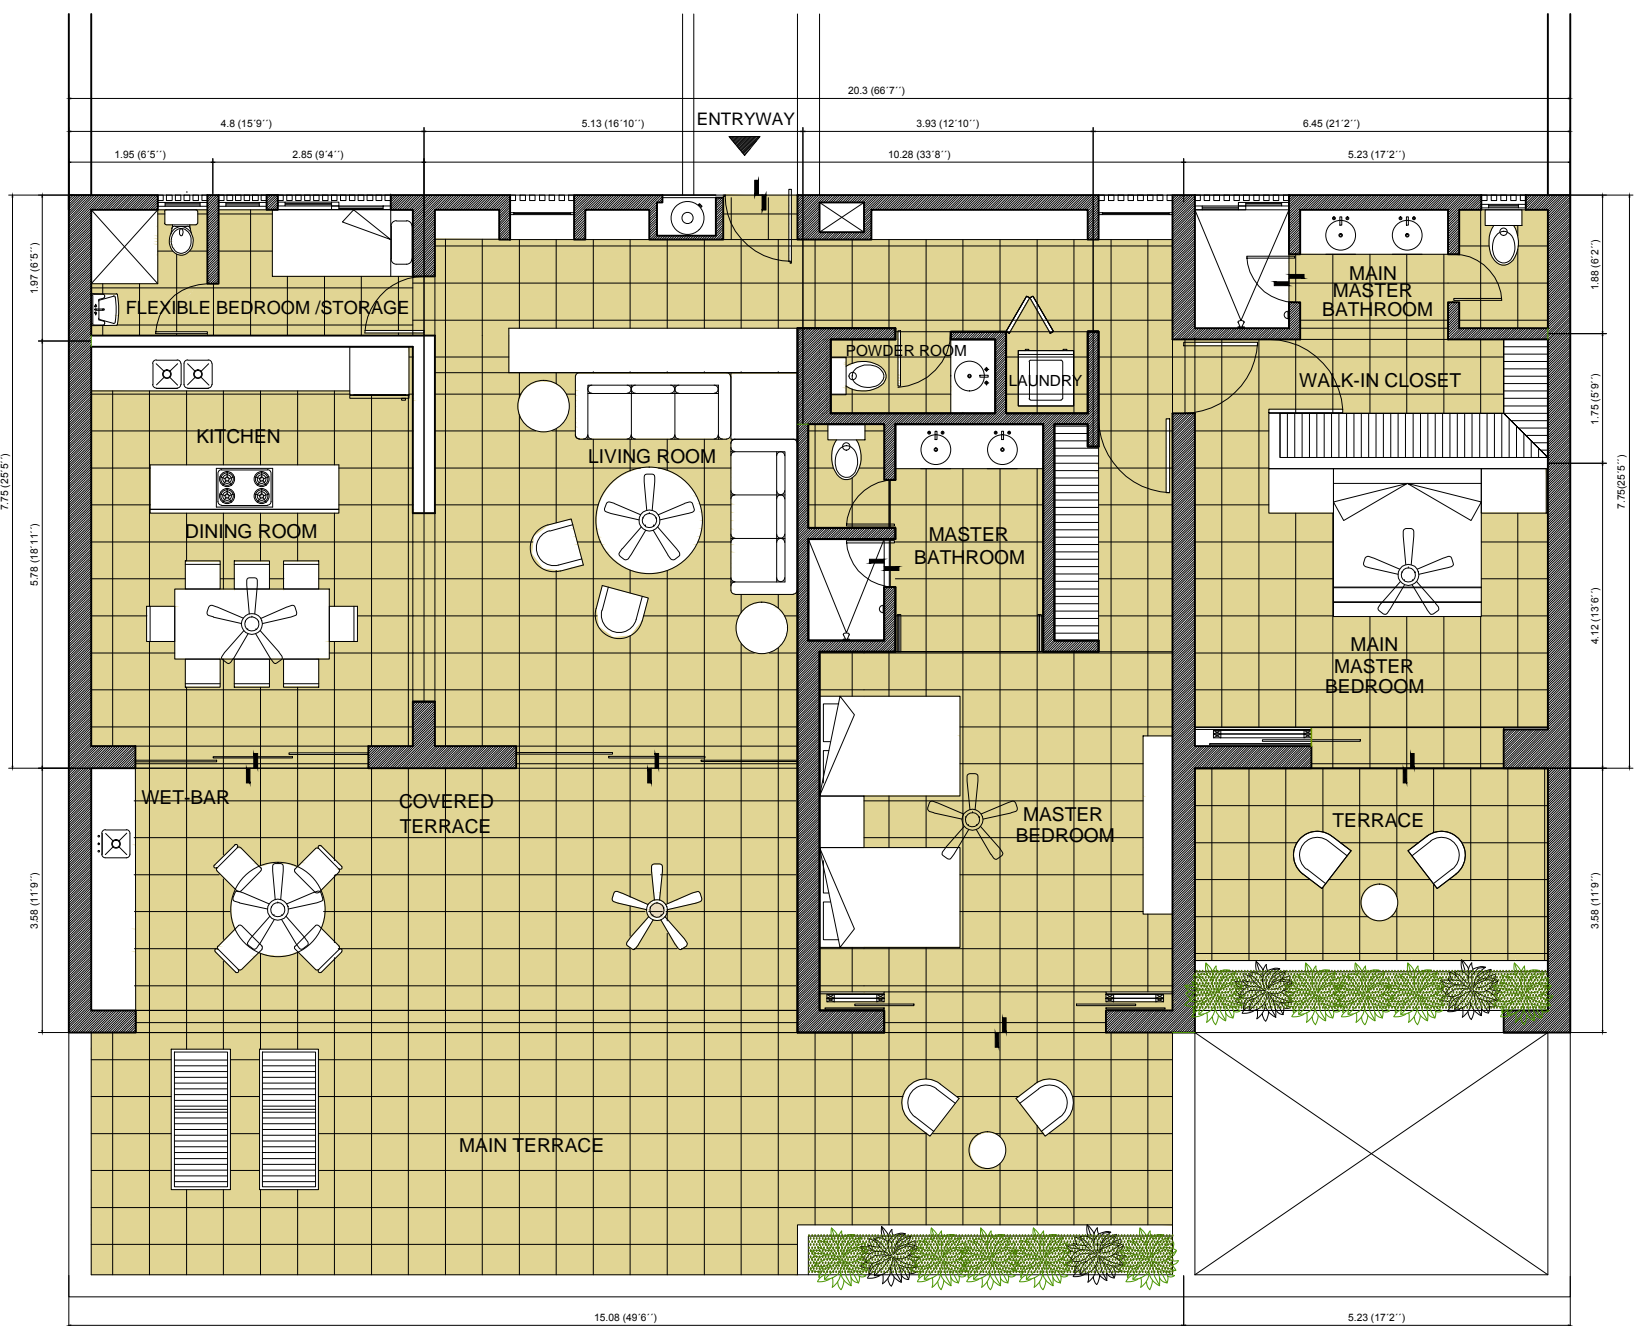 20.3 (66´7´´)
4.8 (15´9´´)
5.13 (16´10´´)
ENTRYWAY
3.93 (12´10´´)
6.45 (21´2´´)
1.95 (6´5´´)
2.85 (9´4´´)
10.28 (33´8´´)
5.23 (17´2´´)
1.97 (6´5´´)
1.88 (6´2´´)
FLEXIBLE BEDROOM /STORAGE
MAIN
MASTER
BATHROOM
POWDER ROOM
LAUNDRY
WALK-IN CLOSET
1.75 (5´9´´)
KITCHEN
LIVING ROOM
7.75 (25´5´´)
7.75(25´5´´)
DINING ROOM
MASTER
BATHROOM
5.78 (18´11´´)
4.12 (13´6´´)
MAIN
MASTER
BEDROOM
WET-BAR
COVERED
TERRACE
MASTER
BEDROOM
TERRACE
3.58 (11´9´´)
3.58 (11´9´´)
MAIN TERRACE
15.08 (49´6´´)
5.23 (17´2´´)